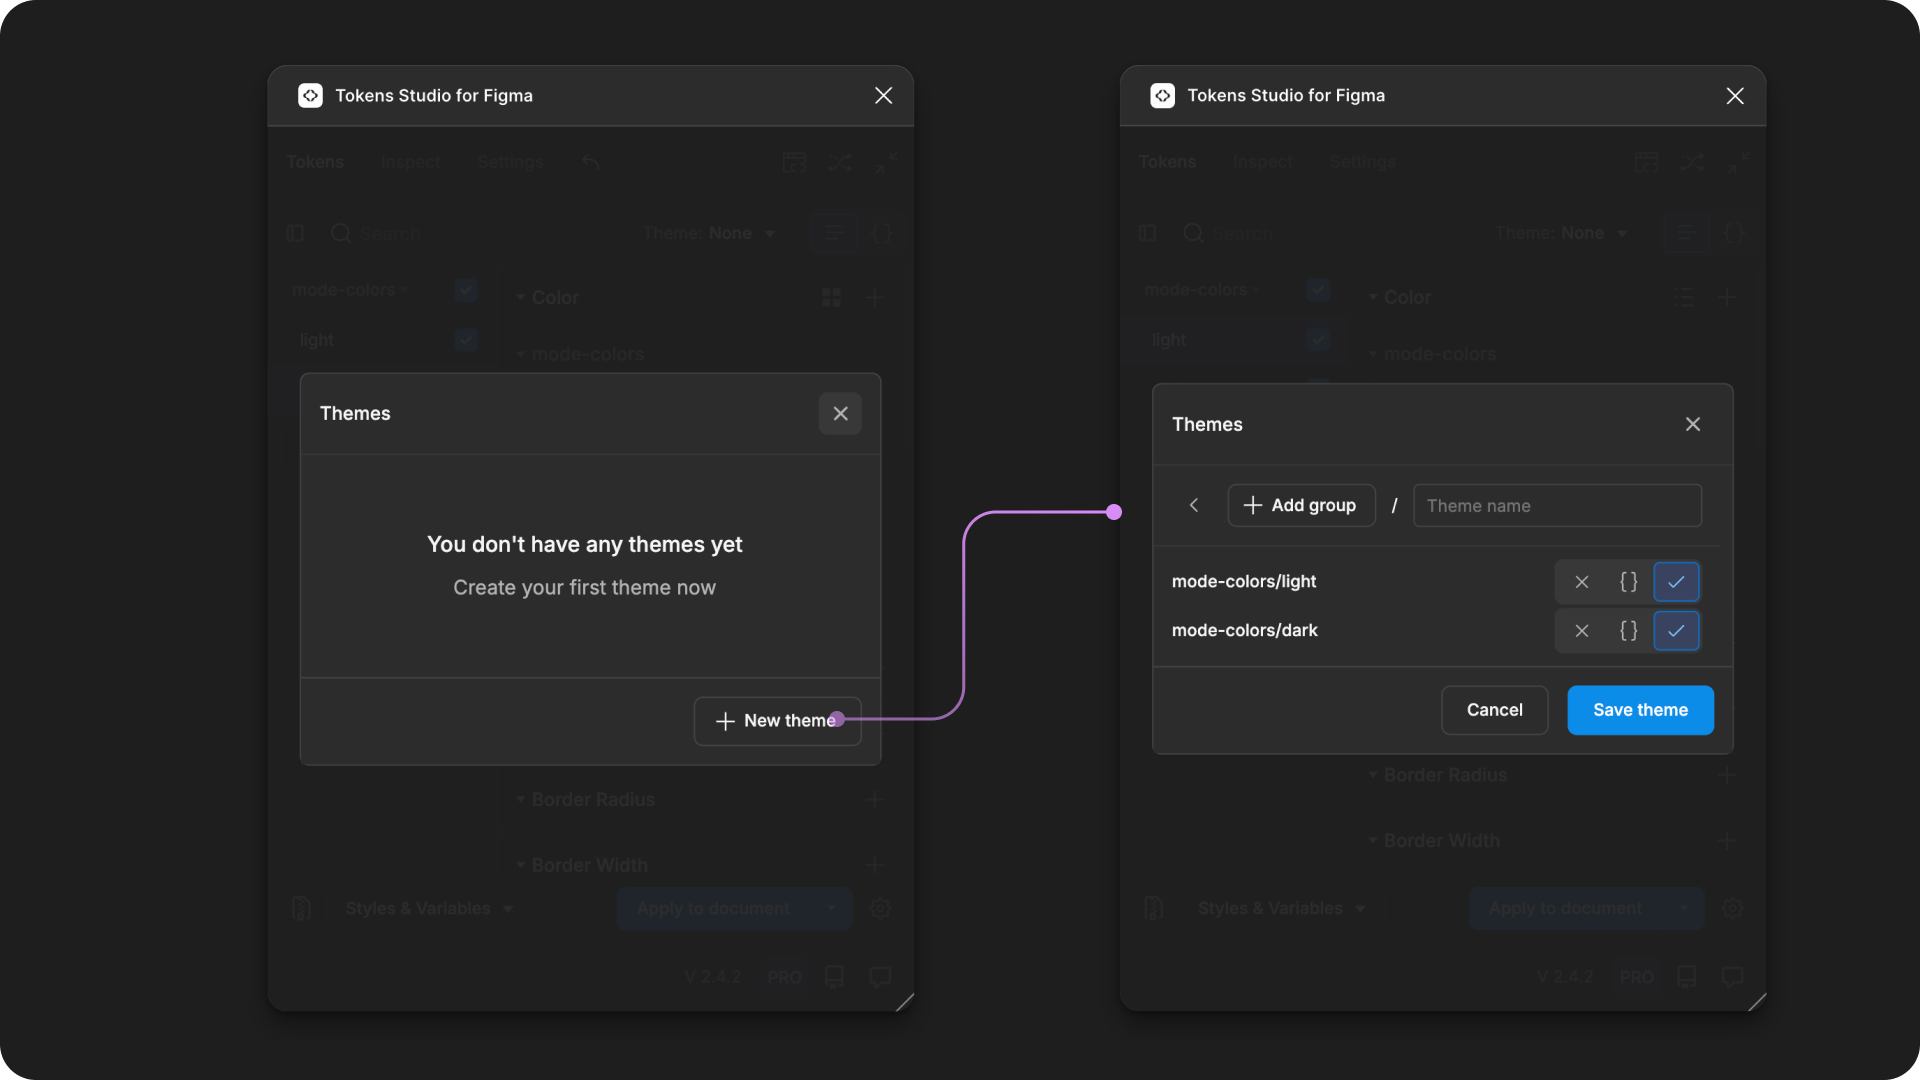 Tokens Studio for Figma
Tokens Inspect Settings
Search Theme: None
mode-colors
Color
light
mode-colors
Themes
You don't have any themes yet
Create your first theme now
New theme
Border Radius
Border Width
Styles & Variables Apply to document
V 2.4.2 PRO
Tokens Studio for Figma
Tokens Inspect Settings
Search Theme: None {}
mode-colors
Color
light
mode-colors
Themes
Add group / Theme name
mode-colors/light {}
mode-colors/dark {}
Cancel Save theme
Border Radius
Border Width
Styles & Variables Apply to document
V 2.4.2 PRO